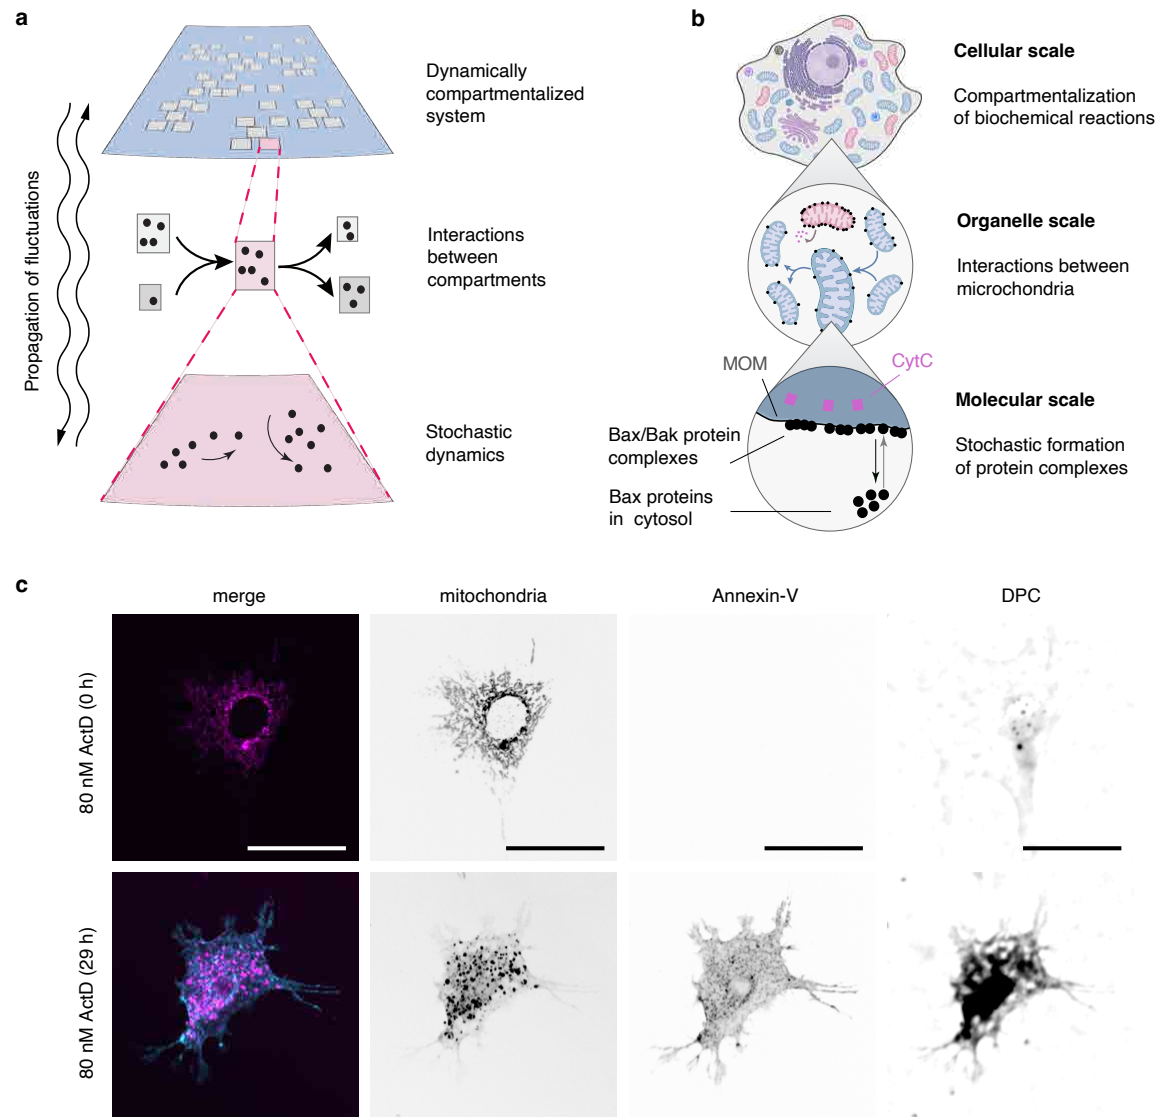 a
Dynamically
compartmentalized
system
Propagation of fluctuations
Interactions
between
compartments
Stochastic
dynamics
b
Cellular scale
Compartmentalization
of biochemical reactions
Organelle scale
Interactions between
microchondria
MOM
CytC
Molecular scale
Bax/Bak protein
complexes
Stochastic formation
of protein complexes
Bax proteins
in cytosol
c
merge
mitochondria
Annexin-V
DPC
80 nM ActD (0 h)
80 nM ActD (29 h)